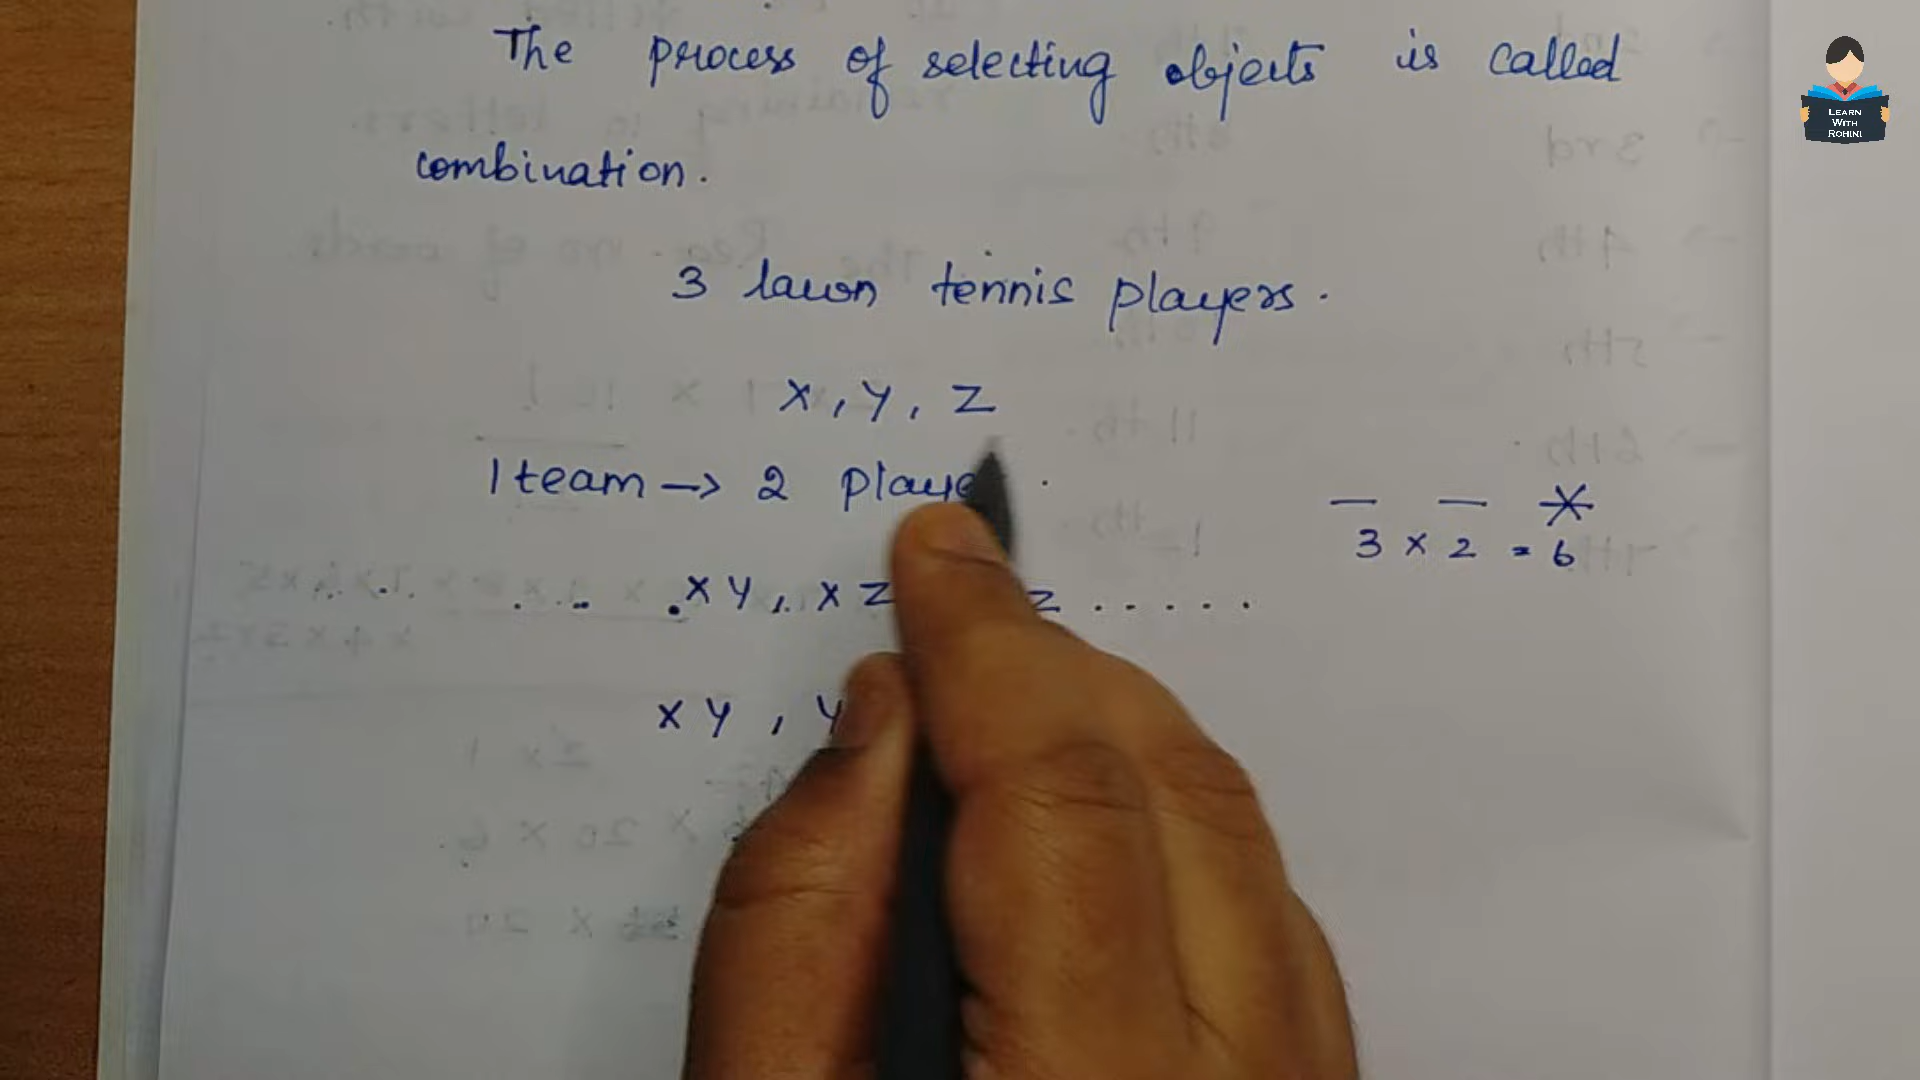 The process of selecting objects is called
combination.
3 lawn tennis players.
X, Y, Z
1 team → 2 playe
— — X
3 × 2 = 6
XY, XZ Z .....
XY, Y
LEARN
WITH
ROHINI